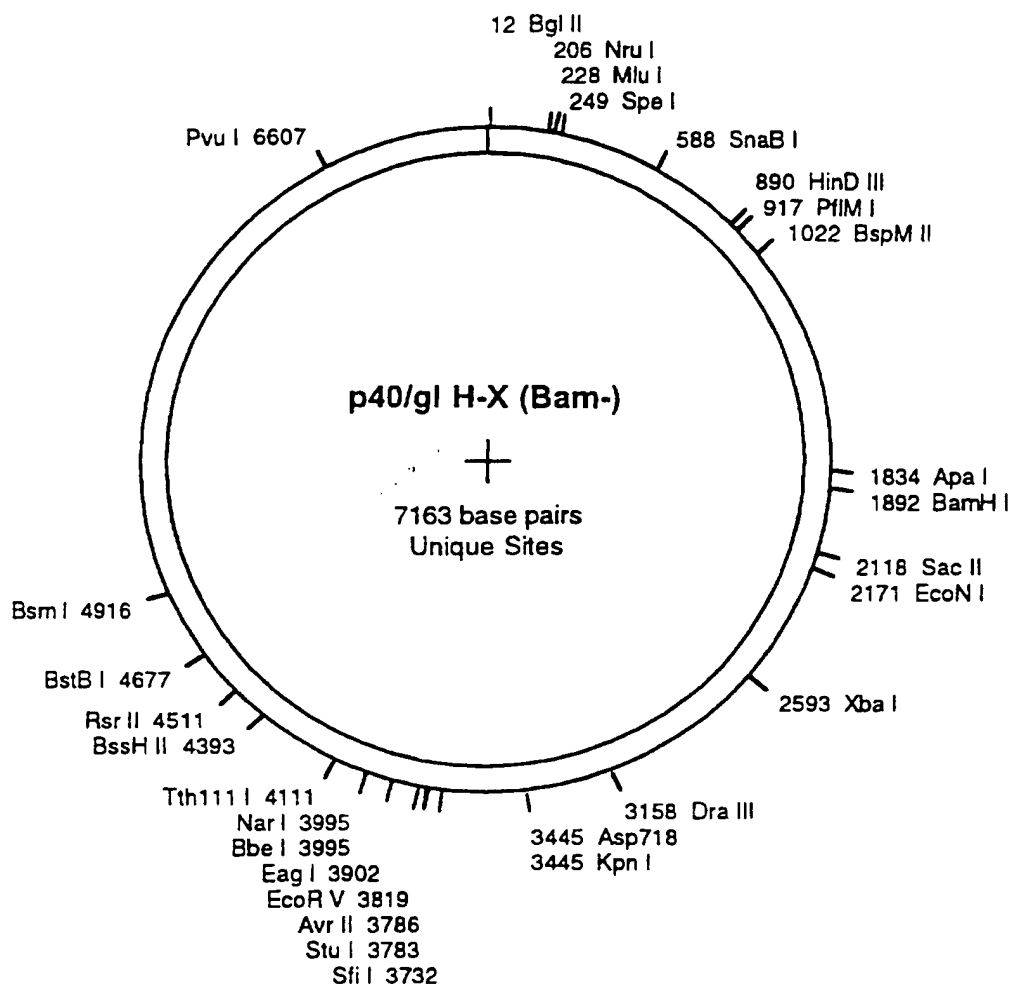 12 Bgl II
206 Nru I
228 Mlu I
249 Spe I
588 SnaB I
890 HinD III
917 PflM I
1022 BspM II
Pvu I 6607
p40/gl H-X (Bam-)
7163 base pairs
Unique Sites
1834 Apa I
1892 BamH I
2118 Sac II
2171 EcoN I
2593 Xba I
3158 Dra III
3445 Asp718
3445 Kpn I
Bsm I 4916
BstB I 4677
Rsr II 4511
BssH II 4393
Tth111 I 4111
Nar I 3995
Bbe I 3995
Eag I 3902
EcoR V 3819
Avr II 3786
Stu I 3783
Sfi I 3732